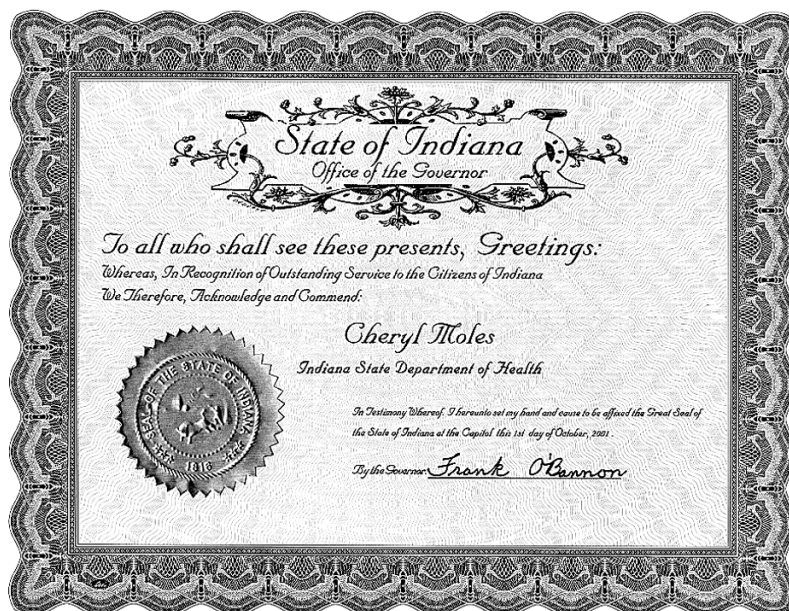 State of Indiana
Office of the Governor
To all who shall see these presents, Greetings:
Whereas, In Recognition of Outstanding Service to the Citizens of Indiana
We Therefore, Acknowledge and Commend:
Cheryl Moles
Indiana State Department of Health
In Testimony Whereof, I hereunto set my hand and cause to be affixed the Great Seal of
the State of Indiana at the Capitol this 1st day of October, 2001.
By the Governor: Frank O'Bannon
SEAL OF THE STATE OF INDIANA
1816